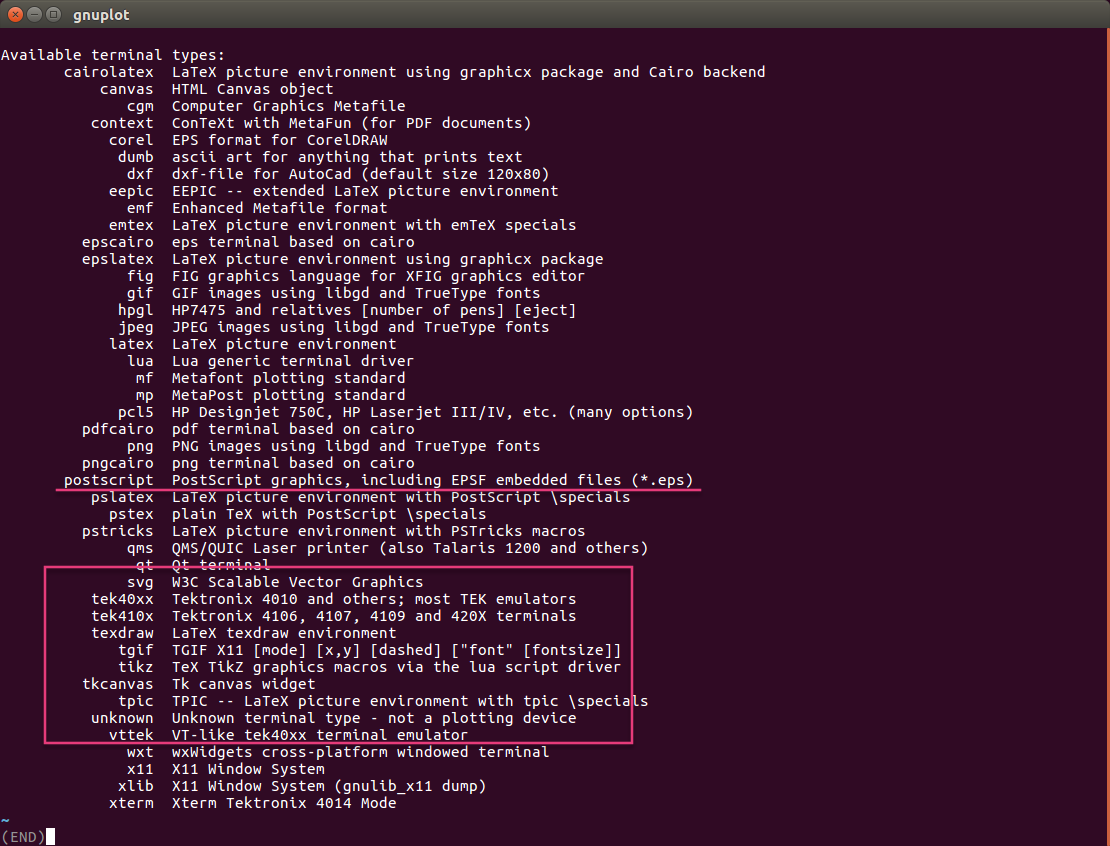 gnuplot
Available terminal types:
cairolatex  LaTeX picture environment using graphicx package and Cairo backend
canvas  HTML Canvas object
cgm  Computer Graphics Metafile
context  ConTeXt with MetaFun (for PDF documents)
corel  EPS format for CorelDRAW
dumb  ascii art for anything that prints text
dxf  dxf-file for AutoCad (default size 120x80)
eepic  EEPIC -- extended LaTeX picture environment
emf  Enhanced Metafile format
emtex  LaTeX picture environment with emTeX specials
epscairo  eps terminal based on cairo
epslatex  LaTeX picture environment using graphicx package
fig  FIG graphics language for XFIG graphics editor
gif  GIF images using libgd and TrueType fonts
hpgl  HP7475 and relatives [number of pens] [eject]
jpeg  JPEG images using libgd and TrueType fonts
latex  LaTeX picture environment
lua  Lua generic terminal driver
mf  Metafont plotting standard
mp  MetaPost plotting standard
pcl5  HP Designjet 750C, HP Laserjet III/IV, etc. (many options)
pdfcairo  pdf terminal based on cairo
png  PNG images using libgd and TrueType fonts
pngcairo  png terminal based on cairo
postscript  PostScript graphics, including EPSF embedded files (*.eps)
pslatex  LaTeX picture environment with PostScript \specials
pstex  plain TeX with PostScript \specials
pstricks  LaTeX picture environment with PSTricks macros
qms  QMS/QUIC Laser printer (also Talaris 1200 and others)
qt  Qt terminal
svg  W3C Scalable Vector Graphics
tek40xx  Tektronix 4010 and others; most TEK emulators
tek410x  Tektronix 4106, 4107, 4109 and 420X terminals
texdraw  LaTeX texdraw environment
tgif  TGIF X11 [mode] [x,y] [dashed] ["font" [fontsize]]
tikz  TeX TikZ graphics macros via the lua script driver
tkcanvas  Tk canvas widget
tpic  TPIC -- LaTeX picture environment with tpic \specials
unknown  Unknown terminal type - not a plotting device
vttek  VT-like tek40xx terminal emulator
wxt  wxWidgets cross-platform windowed terminal
x11  X11 Window System
xlib  X11 Window System (gnulib_x11 dump)
xterm  Xterm Tektronix 4014 Mode
~
(END)